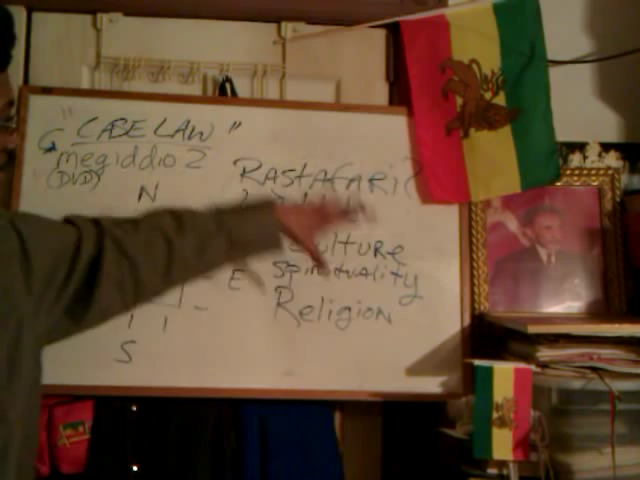 "CASE LAW"
megiddio 2
(DVD)
N
RASTAFARI?
Culture
E Spirituality
Religion
S